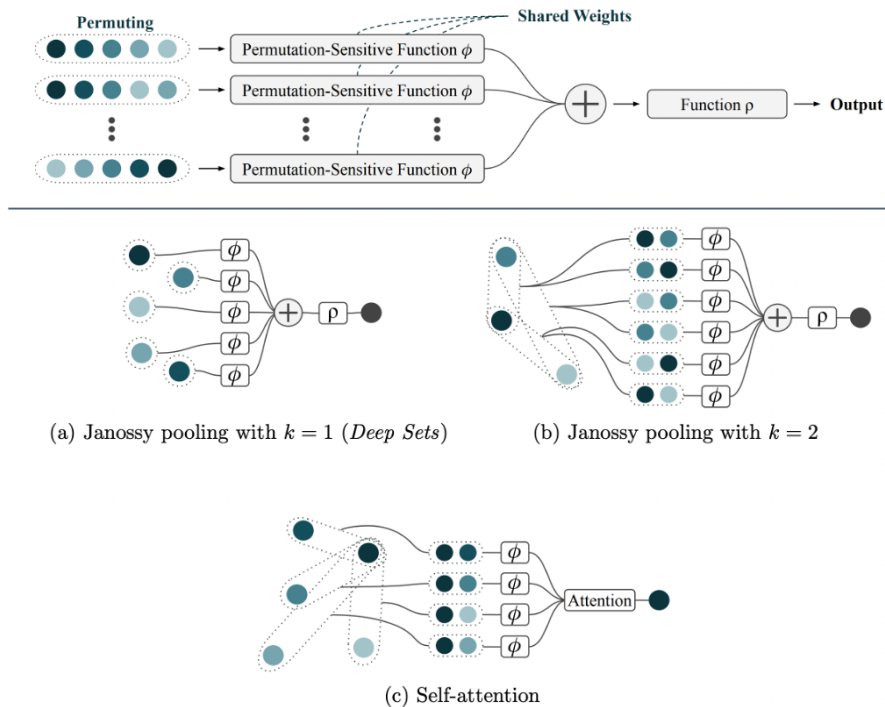 Permuting
Shared Weights
Permutation-Sensitive Function ϕ
Permutation-Sensitive Function ϕ
Function ρ
Output
Permutation-Sensitive Function ϕ
ϕ
ϕ
ϕ
ϕ
ϕ
ρ
(a) Janossy pooling with k = 1 (Deep Sets)
ϕ
ϕ
ϕ
ϕ
ϕ
ϕ
ρ
(b) Janossy pooling with k = 2
ϕ
ϕ
ϕ
ϕ
Attention
(c) Self-attention